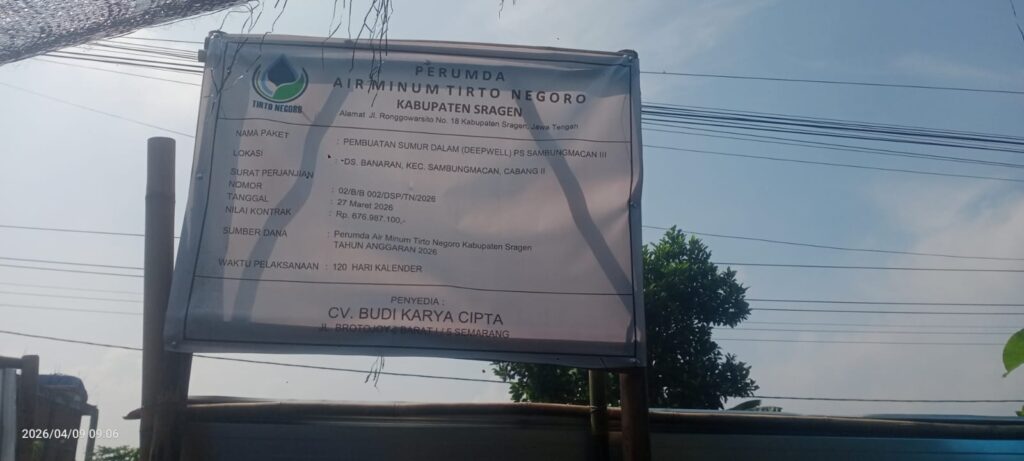 TIRTO NEGORO
PERUMDA
AIR MINUM TIRTO NEGORO
KABUPATEN SRAGEN
Alamat Jl. Ronggowarsito No. 18 Kabupaten Sragen, Jawa Tengah
NAMA PAKET : PEMBUATAN SUMUR DALAM (DEEPWELL) PS SAMBUNGMACAN III
LOKASI : DS. BANARAN, KEC. SAMBUNGMACAN, CABANG II
SURAT PERJANJIAN
NOMOR : 02/B/B 002/DSP/TN/2026
TANGGAL : 27 Maret 2026
NILAI KONTRAK : Rp. 676.987.100,-
SUMBER DANA : Perumda Air Minum Tirto Negoro Kabupaten Sragen
TAHUN ANGGARAN 2026
WAKTU PELAKSANAAN : 120 HARI KALENDER
PENYEDIA :
CV. BUDI KARYA CIPTA
JL. BROTOJOYO BARAT I / 5 SEMARANG
2026/04/09 09:06